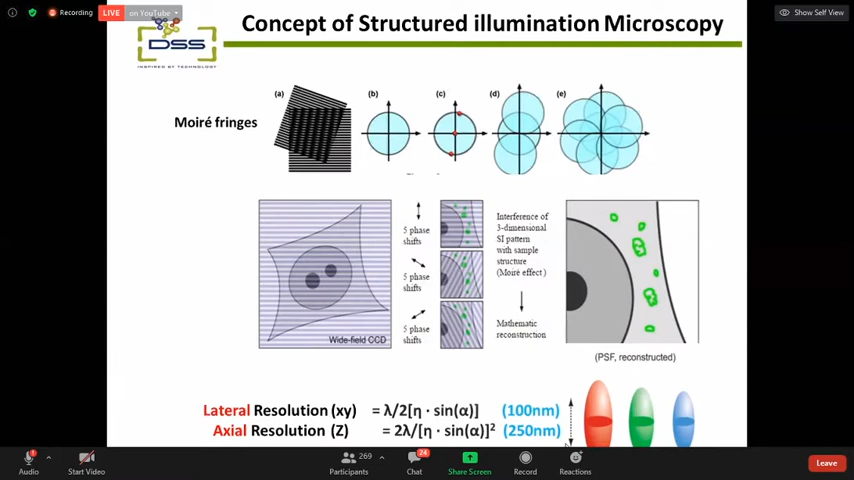 Recording
LIVE
on YouTube
Show Self View
DSS
INSPIRED BY TECHNOLOGY
Concept of Structured illumination Microscopy
Moiré fringes
(a)
(b)
(c)
(d)
(e)
5 phase
shifts
5 phase
shifts
5 phase
shifts
Wide-field CCD
Interference of
3-dimensional
SI pattern
with sample
structure
(Moiré effect )
Mathematic
reconstruction
(PSF, reconstructed)
Lateral Resolution (xy) = λ/2[η · sin(α)] (100nm)
Axial Resolution (Z) = 2λ/[η · sin(α)]² (250nm)
Audio
Start Video
Participants
269
Chat
24
Share Screen
Record
Reactions
Leave